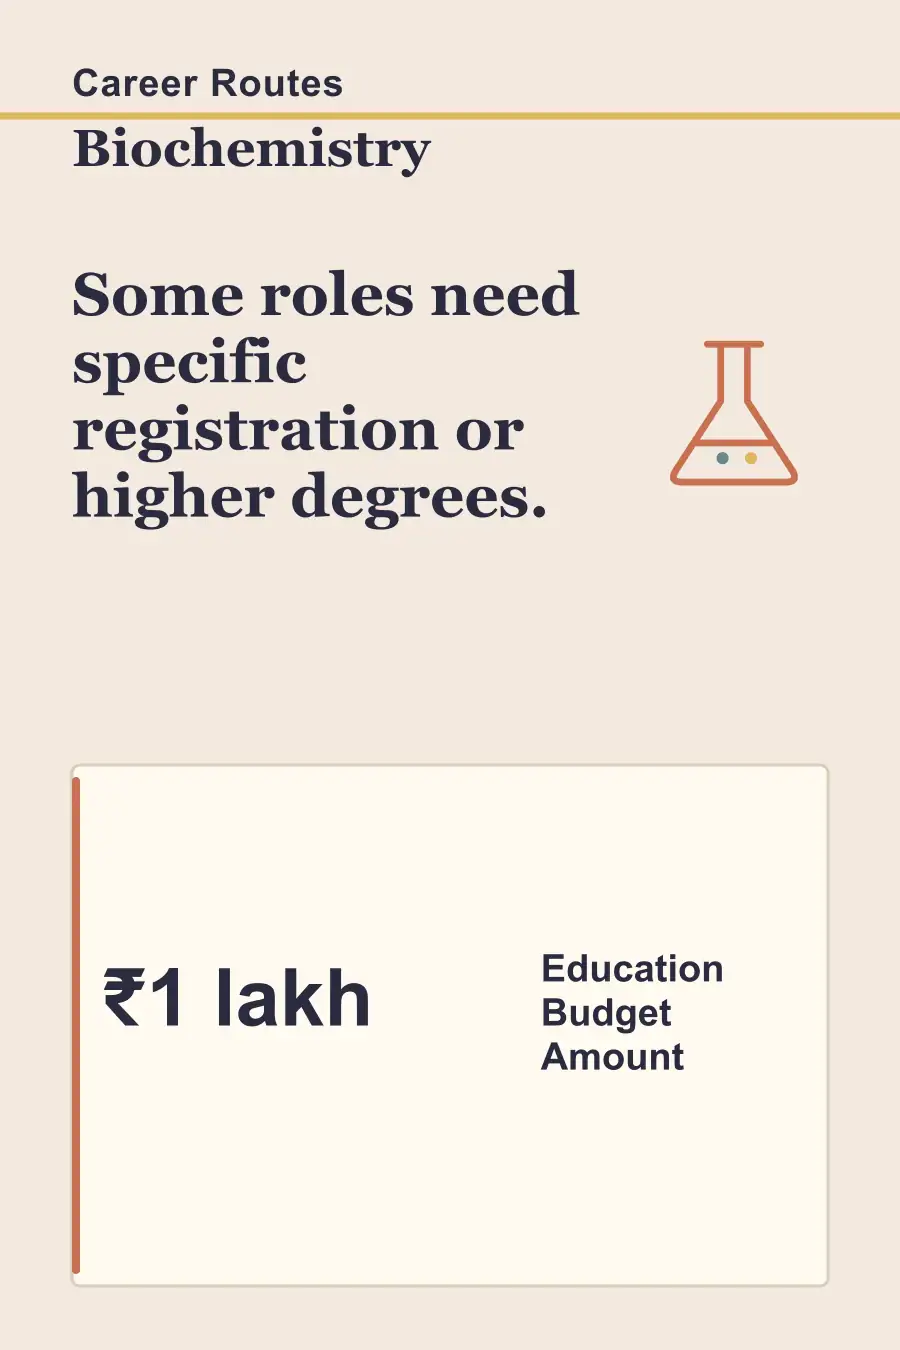 Career Routes
Biochemistry
Some roles need
specific
registration or
higher degrees.
₹1 lakh
Education
Budget
Amount